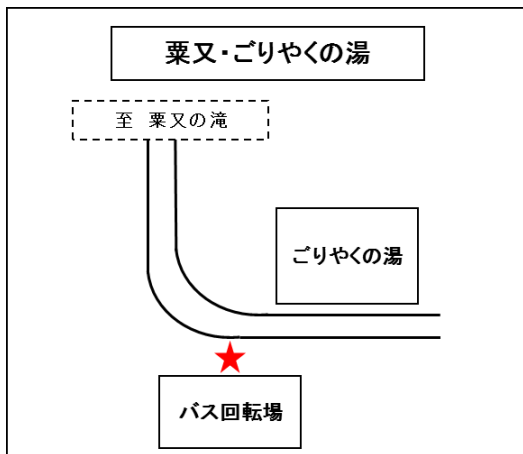 粟又・ごりやくの湯
至 粟又の滝
ごりやくの湯
バス回転場